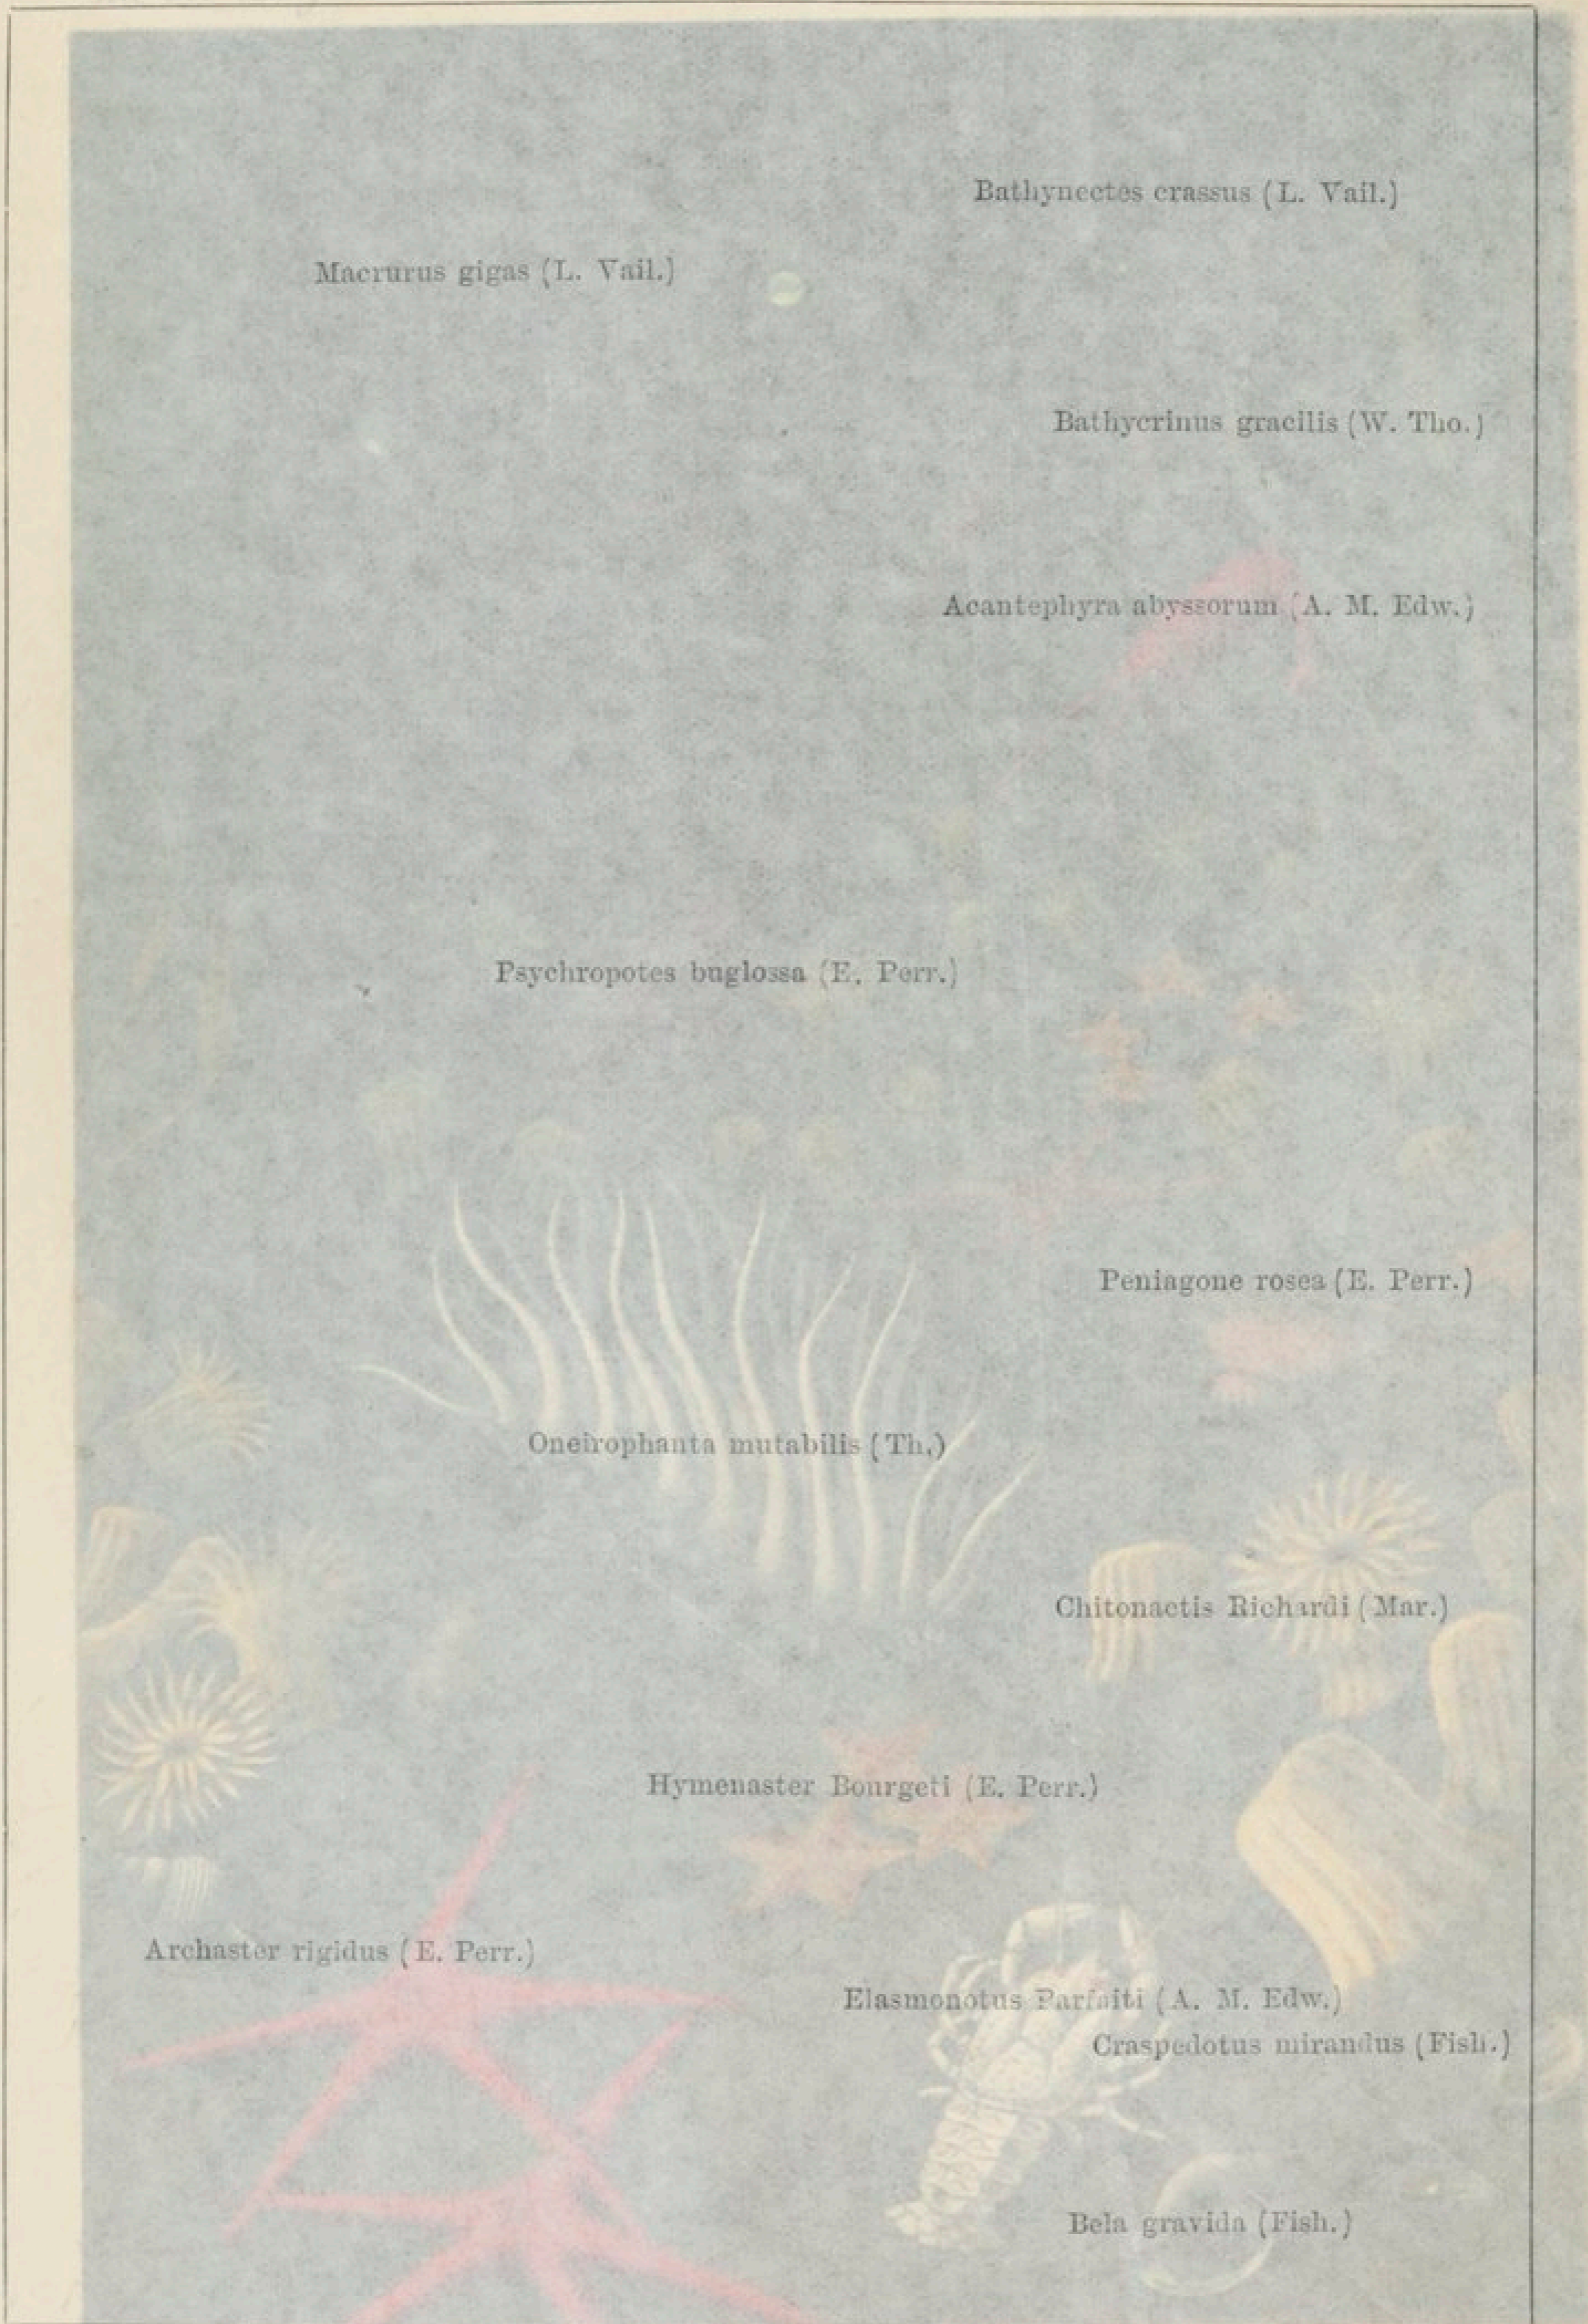 Bathynectes crassus (L. Vail.)
Macrurus gigas (L. Vail.)
Bathycrinus gracilis (W. Tho.)
Acantephyra abyssorum (A. M. Edw.)
Psychropotes buglossa (E. Perr.)
Peniagone rosea (E. Perr.)
Oneirophanta mutabilis (Th.)
Chitonactis Richardi (Mar.)
Hymenaster Bourgeti (E. Perr.)
Archaster rigidus (E. Perr.)
Elasmonotus Parfaiti (A. M. Edw.)
Craspedotus mirandus (Fish.)
Bela gravida (Fish.)